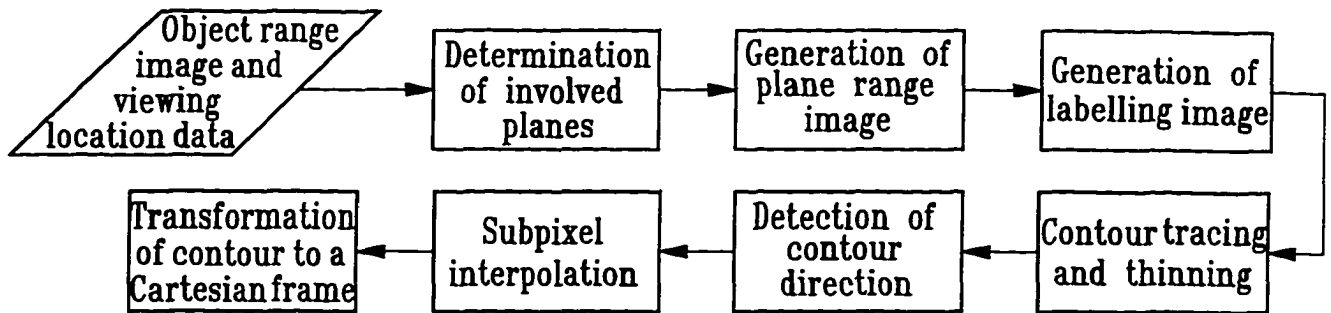 Object range
image and
viewing
location data
Determination
of involved
planes
Generation of
plane range
image
Generation of
labelling image
Contour tracing
and thinning
Detection of
contour
direction
Subpixel
interpolation
Transformation
of contour to a
Cartesian frame